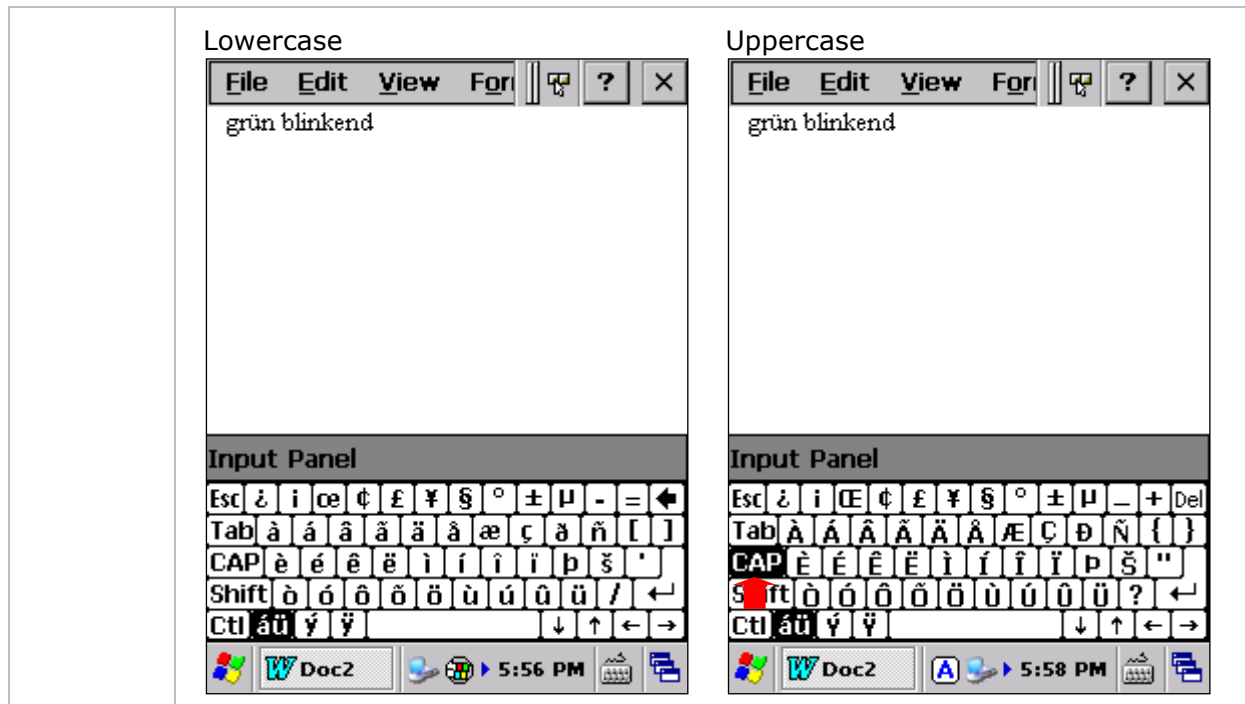 Lowercase
File Edit View For ?
grün blinkend
Input Panel
Esc ¿ ¡ œ ¢ £ ¥ § ° ± µ - =
Tab à á â ã ä å æ ç ð ñ [ ]
CAP è é ê ë ì í î ï þ š '
Shift ò ó ô õ ö ù ú û ü /
Ctl áü ý ÿ ↓ ↑ ← →
Doc2 5:56 PM
Uppercase
File Edit View For ?
grün blinkend
Input Panel
Esc ¿ ¡ Œ ¢ £ ¥ § ° ± µ _ + Del
Tab À Á Â Ã Ä Å Æ Ç Ð Ñ { }
CAP È É Ê Ë Ì Í Î Ï Þ Š "
Shift Ò Ó Ô Õ Ö Ù Ú Û Ü ?
Ctl áü Ý Ÿ ↓ ↑ ← →
Doc2 A 5:58 PM